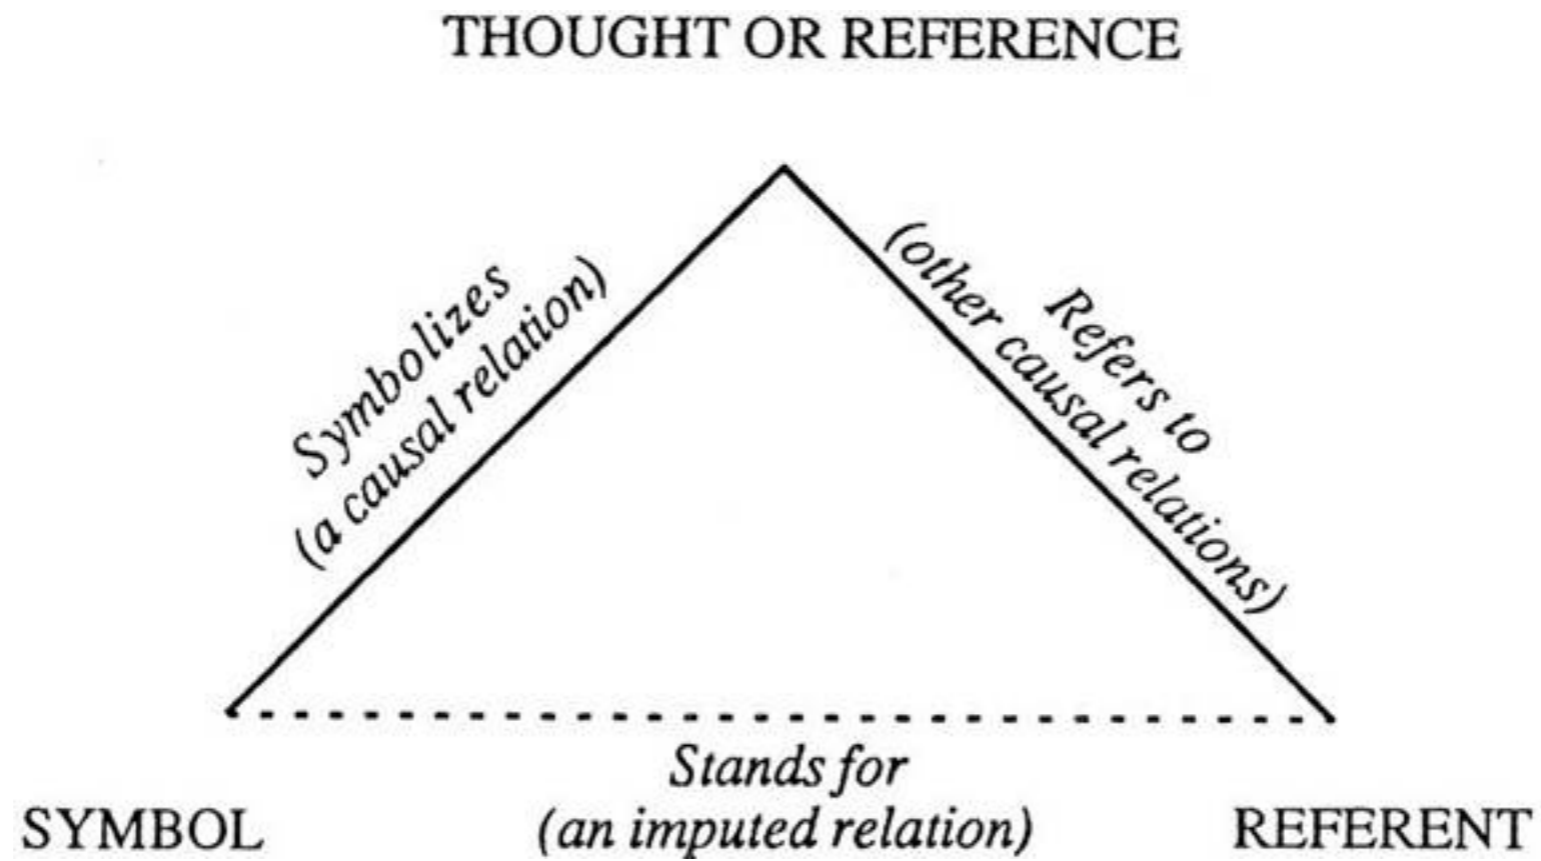 THOUGHT OR REFERENCE
Symbolizes
(a causal relation)
Refers to
(other causal relations)
Stands for
(an imputed relation)
SYMBOL
REFERENT